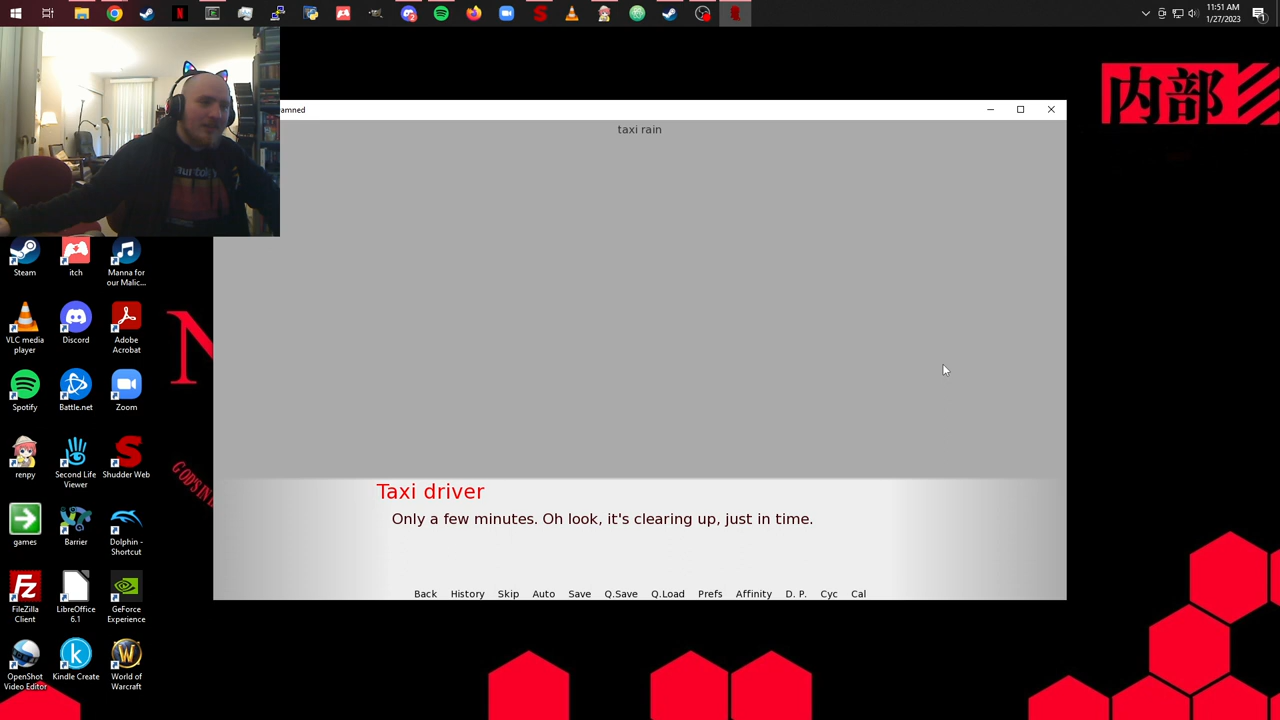 11:51 AM
1/27/2023
1
内部
amned
taxi rain
Steam
itch
Manna for
our Malic...
VLC media
player
Discord
Adobe
Acrobat
N
Spotify
Battle.net
Zoom
renpy
Second Life
Viewer
Shudder Web
GOD'S IN
games
Barrier
Dolphin -
Shortcut
Taxi driver
Only a few minutes. Oh look, it's clearing up, just in time.
Back History Skip Auto Save Q.Save Q.Load Prefs Affinity D. P. Cyc Cal
FileZilla
Client
LibreOffice
6.1
GeForce
Experience
OpenShot
Video Editor
Kindle Create
World of
Warcraft